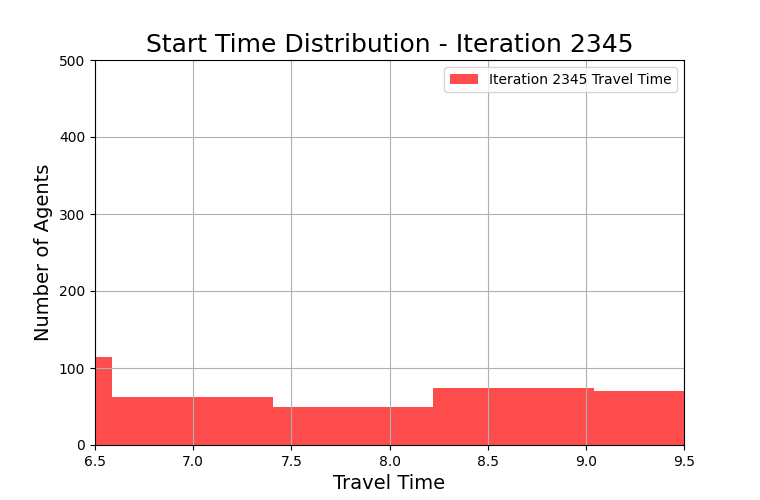 Start Time Distribution - Iteration 2345
Iteration 2345 Travel Time
Number of Agents
500
400
300
200
100
0
6.5 7.0 7.5 8.0 8.5 9.0 9.5
Travel Time